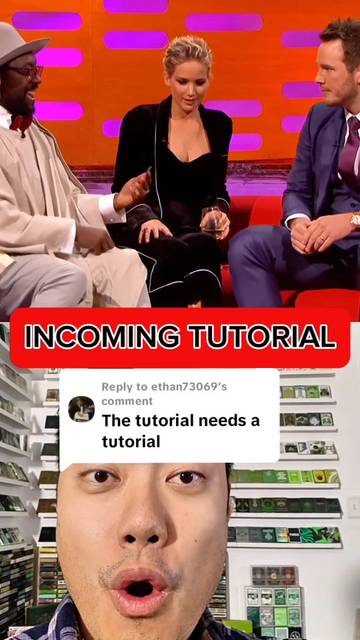 INCOMING TUTORIAL
Reply to ethan73069's
comment
The tutorial needs a
tutorial